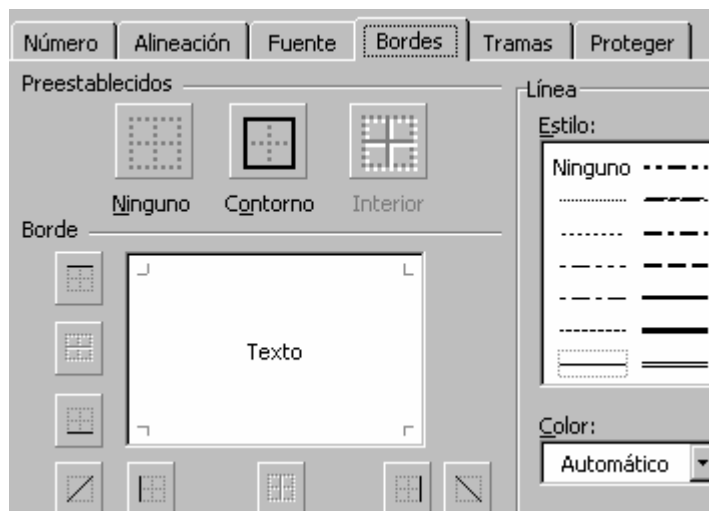 Número Alineación Fuente Bordes Tramas Proteger
Preestablecidos
Ninguno Contorno Interior
Borde
Texto
Línea
Estilo:
Ninguno
Color:
Automático